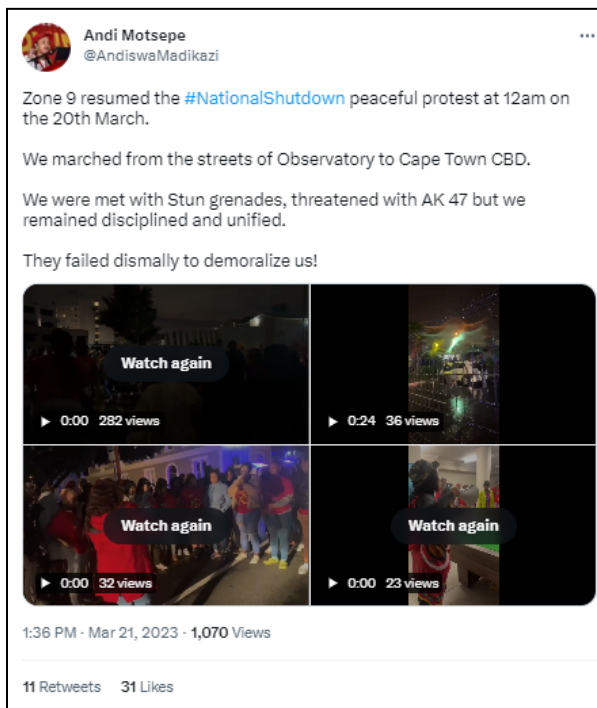 Andi Motsepe
@AndiswaMadikazi
Zone 9 resumed the #NationalShutdown peaceful protest at 12am on
the 20th March.
We marched from the streets of Observatory to Cape Town CBD.
We were met with Stun grenades, threatened with AK 47 but we
remained disciplined and unified.
They failed dismally to demoralize us!
Watch again
0:00 282 views
0:24 36 views
Watch again
0:00 32 views
Watch again
0:00 23 views
1:36 PM · Mar 21, 2023 · 1,070 Views
11 Retweets 31 Likes